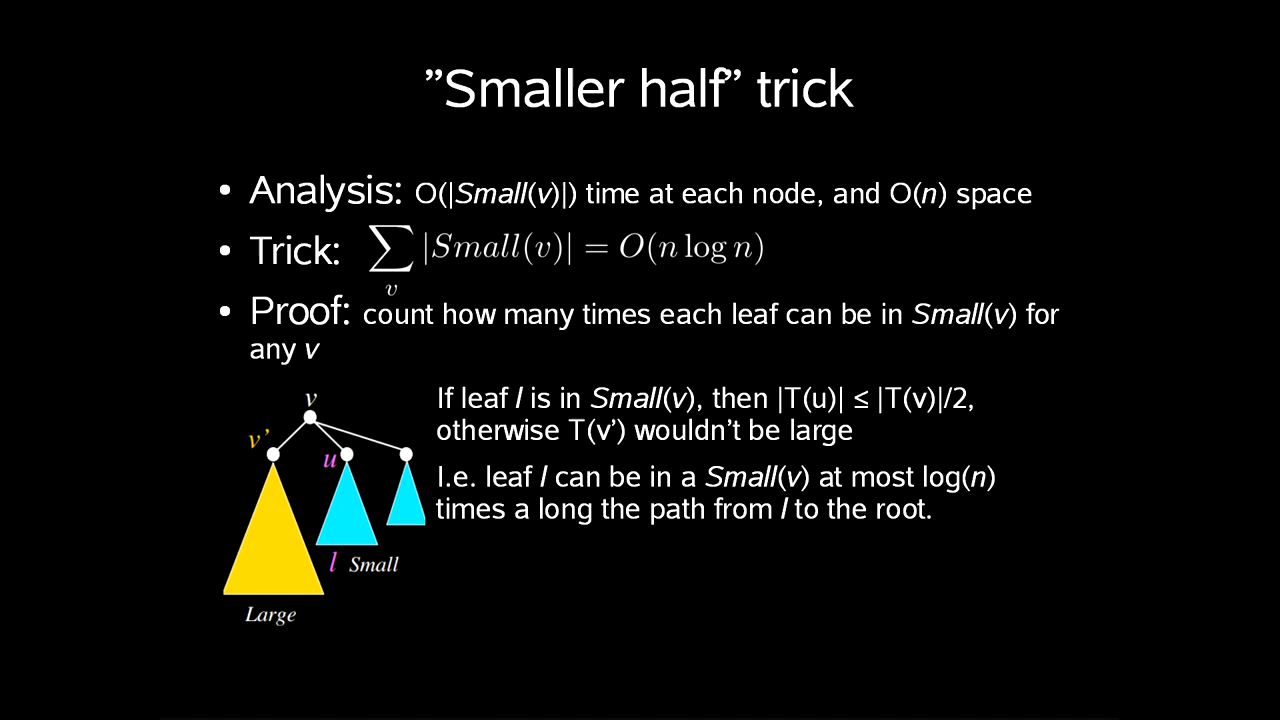 ”Smaller half” trick
• Analysis: O(|Small(v)|) time at each node, and O(n) space
• Trick: ∑_v |Small(v)| = O(n log n)
• Proof: count how many times each leaf can be in Small(v) for
any v
v
v’
u
l Small
Large
If leaf l is in Small(v), then |T(u)| ≤ |T(v)|/2,
otherwise T(v’) wouldn’t be large
I.e. leaf l can be in a Small(v) at most log(n)
times a long the path from l to the root.